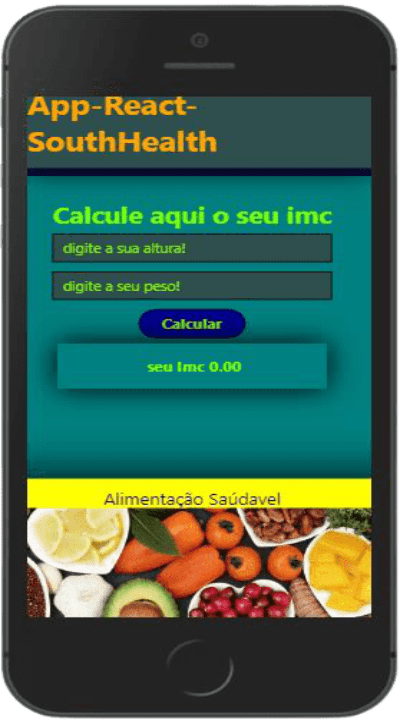 App-React-
SouthHealth
Calcule aqui o seu imc
digite a sua altura!
digite a seu peso!
Calcular
seu Imc 0.00
Alimentação Saúdavel